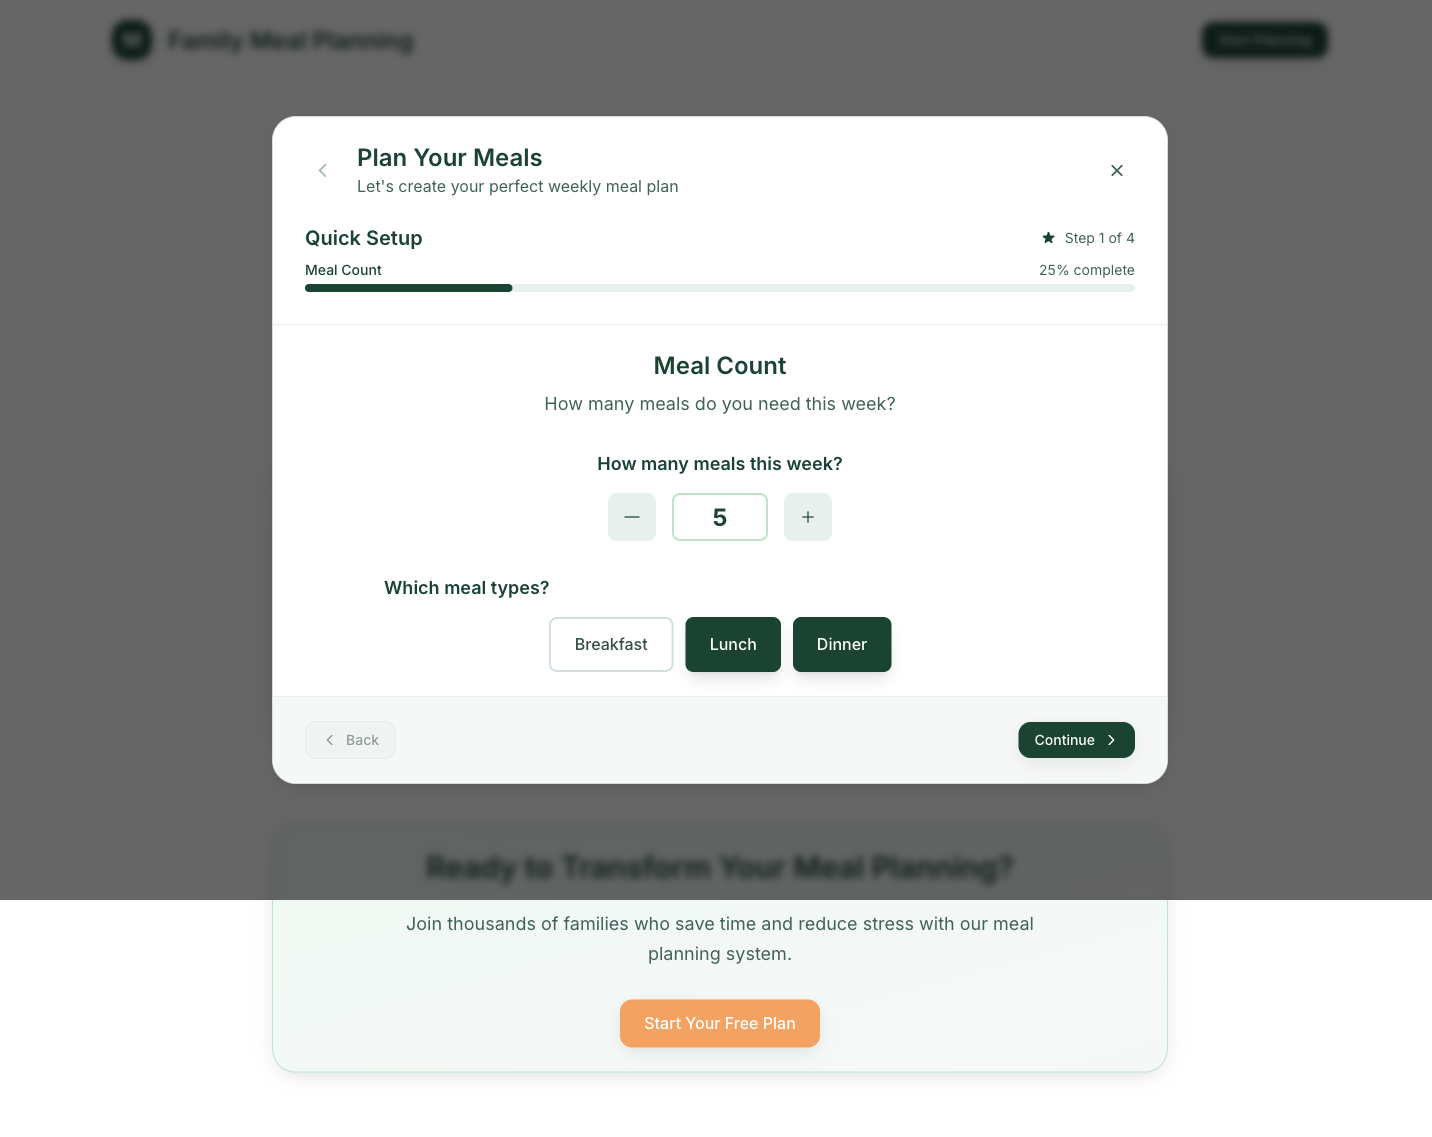 Family Meal Planning
Start Planning
Plan Your Meals
Let's create your perfect weekly meal plan
Quick Setup
Step 1 of 4
Meal Count
25% complete
Meal Count
How many meals do you need this week?
How many meals this week?
5
Which meal types?
Breakfast
Lunch
Dinner
Back
Continue
Ready to Transform Your Meal Planning?
Join thousands of families who save time and reduce stress with our meal
planning system.
Start Your Free Plan